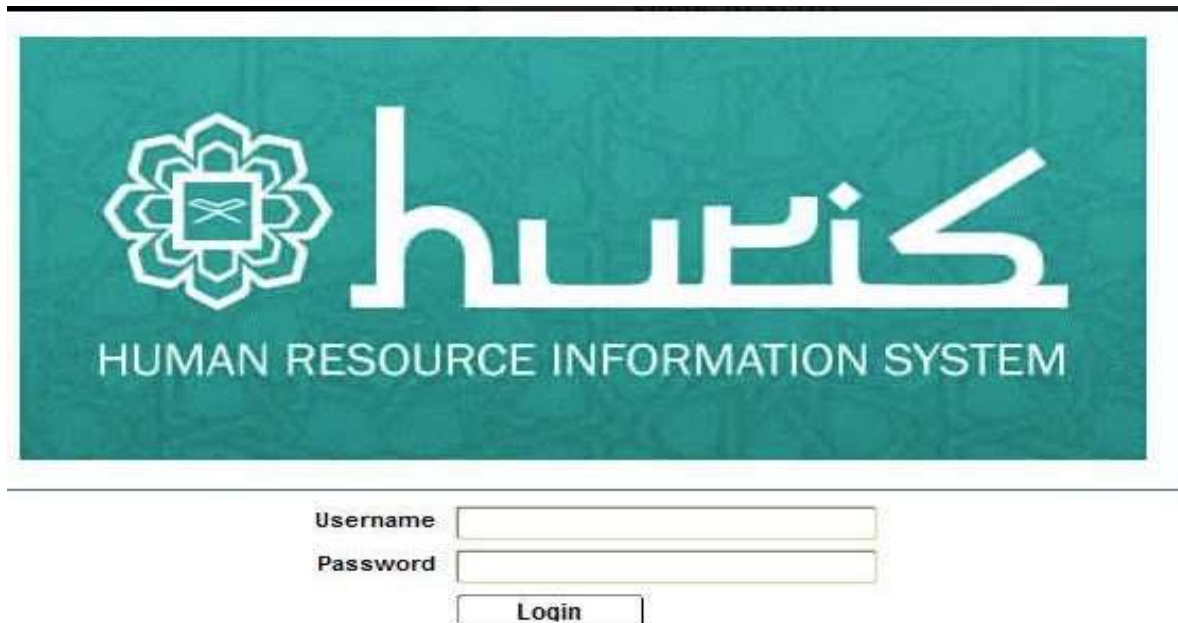 huris
HUMAN RESOURCE INFORMATION SYSTEM
Username
Password
Login